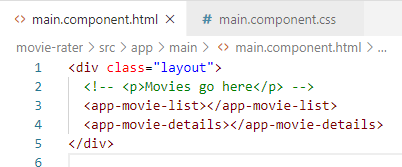 <> main.component.html × # main.component.css
movie-rater > src > app > main > <> main.component.html > ...
1 <div class="layout">
2 <!-- <p>Movies go here</p> -->
3 <app-movie-list></app-movie-list>
4 <app-movie-details></app-movie-details>
5 </div>
6